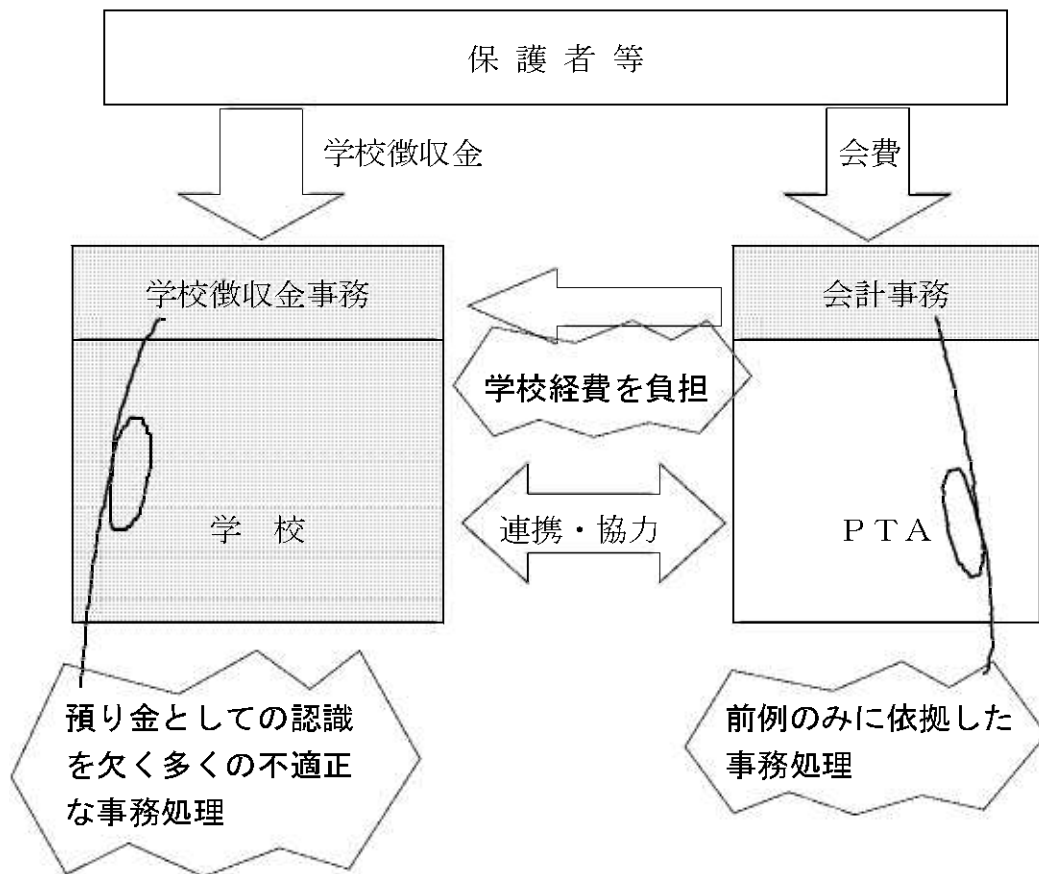 保 護 者 等
学校徴収金
会費
学校徴収金事務
会計事務
学校経費を負担
学 校
連携・協力
ＰＴＡ
預り金としての認識
を欠く多くの不適正
な事務処理
前例のみに依拠した
事務処理